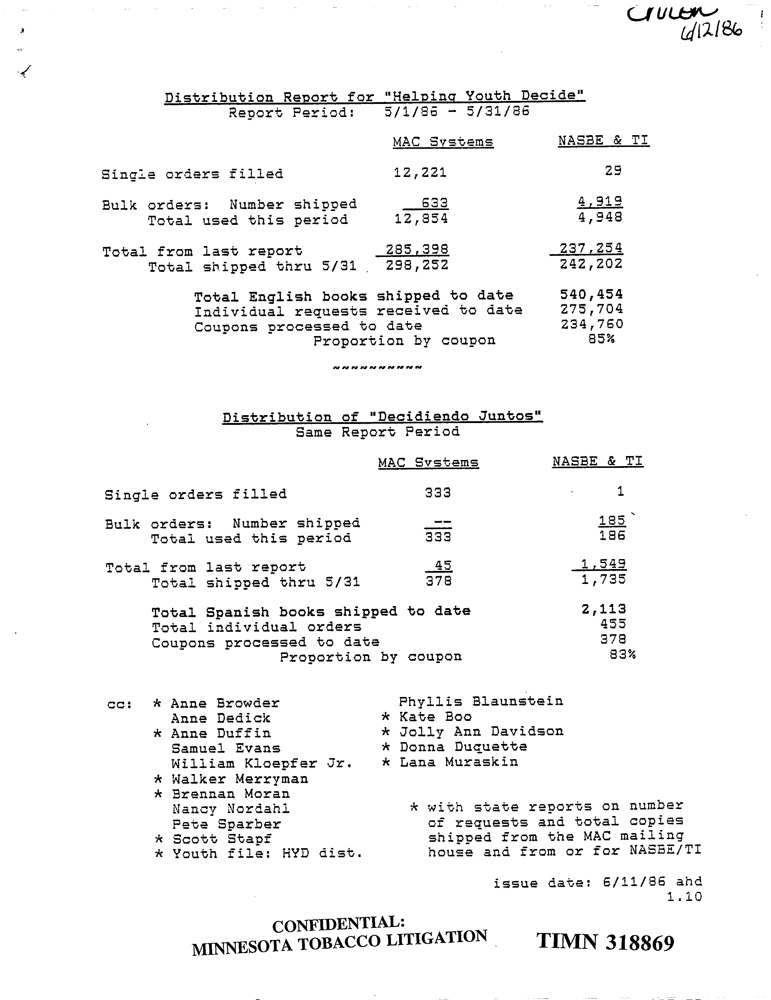 6/12/86
Distribution Report for "Helping Youth Decide"
Report Period: 5/1/86 - 5/31/86
MAC Systems NASBE & TI
Single orders filled 12,221 29
Bulk orders: Number shipped 633 4,919
Total used this period 12,854 4,948
Total from last report 285,398 237,254
Total shipped thru 5/31 298,252 242,202
Total English books shipped to date 540,454
Individual requests received to date 275,704
Coupons processed to date 234,760
Proportion by coupon 85%
~~~~~~~~~~
Distribution of "Decidiendo Juntos"
Same Report Period
MAC Systems NASBE & TI
Single orders filled 333 1
Bulk orders: Number shipped -- 185
Total used this period 333 186
Total from last report 45 1,549
Total shipped thru 5/31 378 1,735
Total Spanish books shipped to date 2,113
Total individual orders 455
Coupons processed to date 378
Proportion by coupon 83%
cc: * Anne Browder Phyllis Blaunstein
Anne Dedick * Kate Boo
* Anne Duffin * Jolly Ann Davidson
Samuel Evans * Donna Duquette
William Kloepfer Jr. * Lana Muraskin
* Walker Merryman
* Brennan Moran
Nancy Nordahl * with state reports on number
Pete Sparber of requests and total copies
* Scott Stapf shipped from the MAC mailing
* Youth file: HYD dist. house and from or for NASBE/TI
issue date: 6/11/86 ahd
1.10
CONFIDENTIAL:
MINNESOTA TOBACCO LITIGATION TIMN 318869